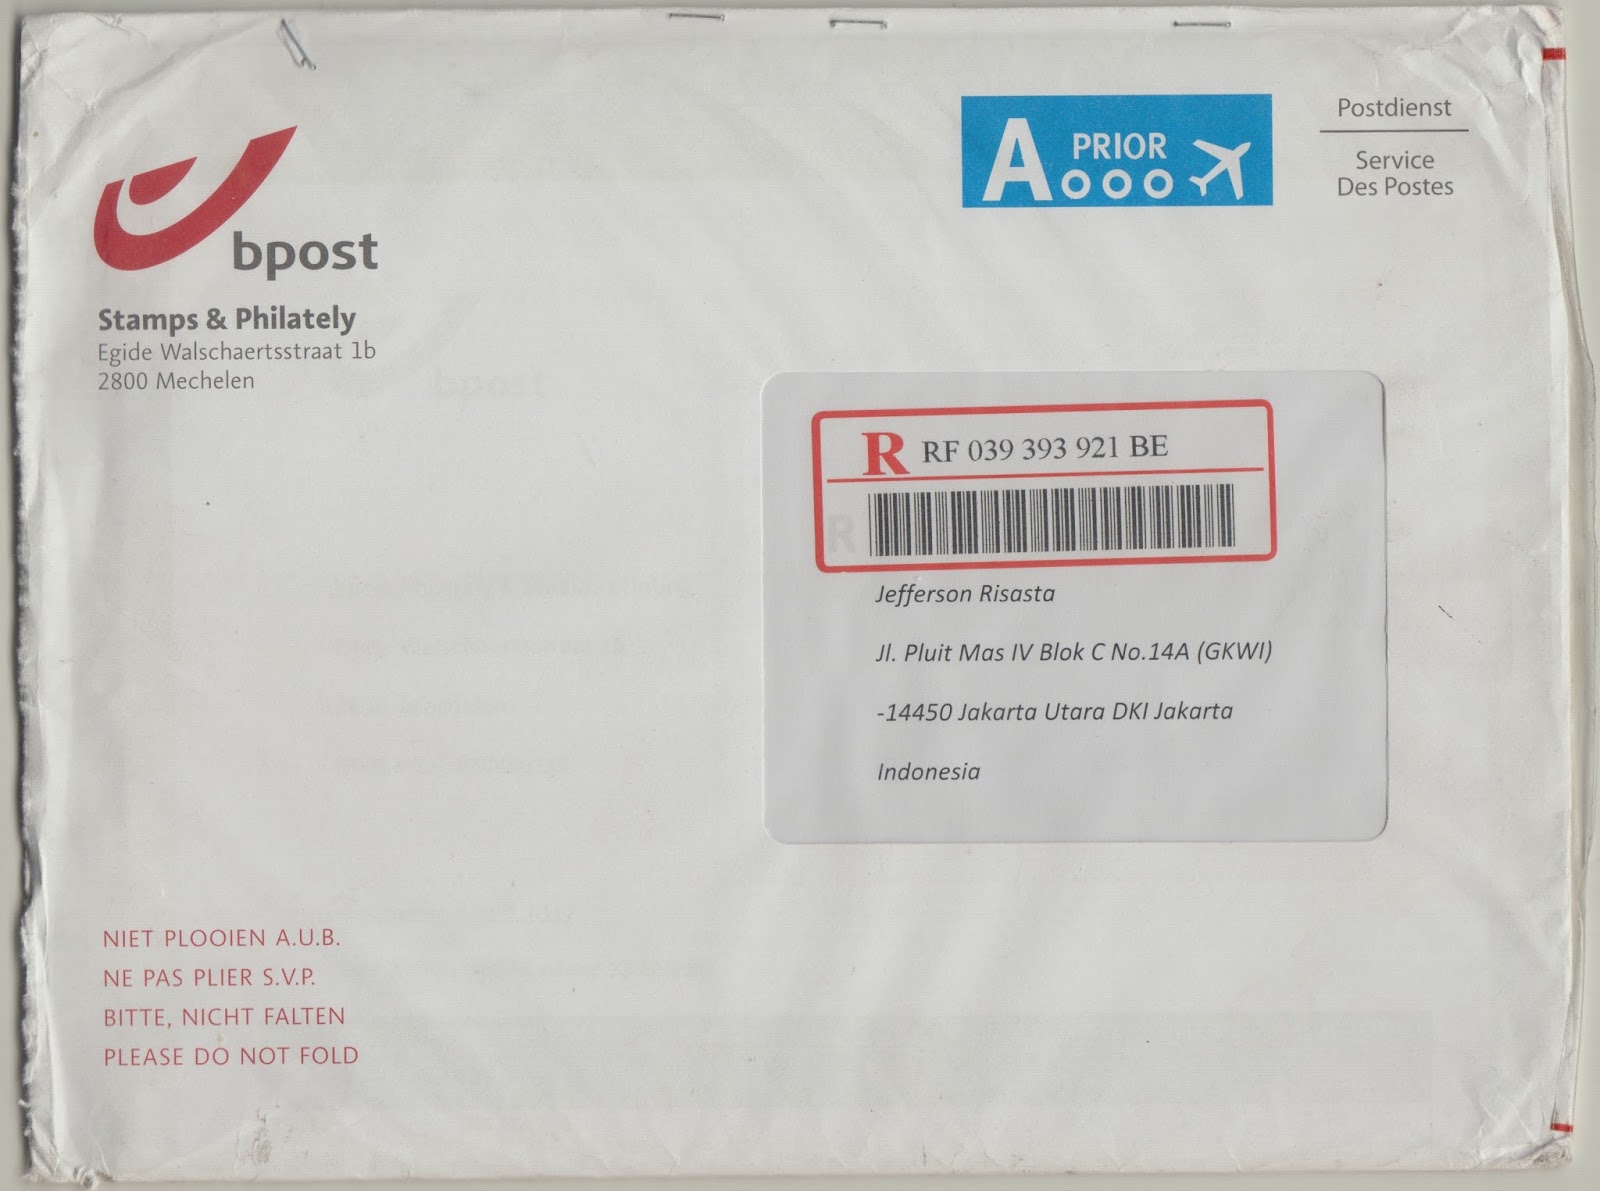 bpost
Stamps & Philately
Egide Walschaertsstraat 1b
2800 Mechelen
A PRIOR
Postdienst
Service
Des Postes
R RF 039 393 921 BE
Jefferson Risasta
Jl. Pluit Mas IV Blok C No.14A (GKWI)
-14450 Jakarta Utara DKI Jakarta
Indonesia
NIET PLOOIEN A.U.B.
NE PAS PLIER S.V.P.
BITTE, NICHT FALTEN
PLEASE DO NOT FOLD